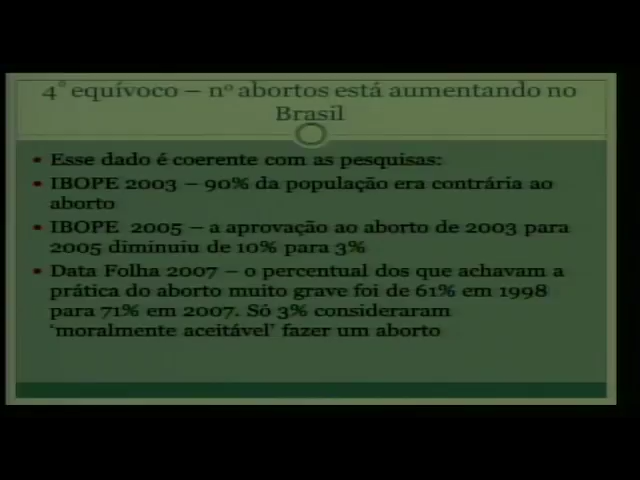 4º equívoco – nº abortos está aumentando no
Brasil
• Esse dado é coerente com as pesquisas:
• IBOPE 2003 – 90% da população era contrária ao
aborto
• IBOPE 2005 – a aprovação ao aborto de 2003 para
2005 diminuiu de 10% para 3%
• Data Folha 2007 – o percentual dos que achavam a
prática do aborto muito grave foi de 61% em 1998
para 71% em 2007. Só 3% consideraram
‘moralmente aceitável’ fazer um aborto